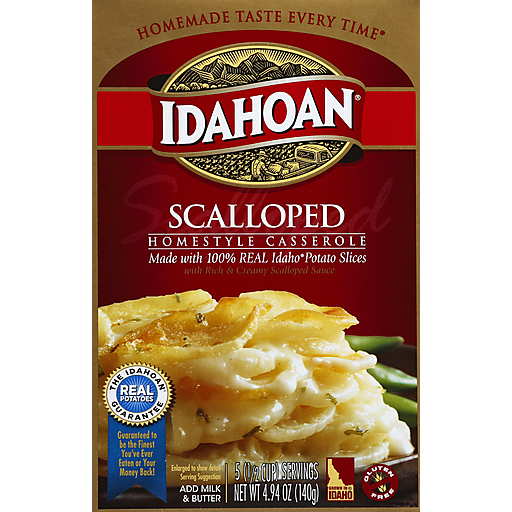 HOMEMADE TASTE EVERY TIME®
IDAHOAN®
Scalloped
SCALLOPED
HOMESTYLE CASSEROLE
Made with 100% REAL Idaho® Potato Slices
with Rich & Creamy Scalloped Sauce
THE IDAHOAN®
REAL
POTATOES
GUARANTEE
Guaranteed to
be the Finest
You've Ever
Eaten or Your
Money Back!
Enlarged to show detail
Serving Suggestion
ADD MILK
& BUTTER
5 (1/2 CUP) SERVINGS
NET WT 4.94 OZ (140g)
GROWN IN
IDAHO
GLUTEN
FREE